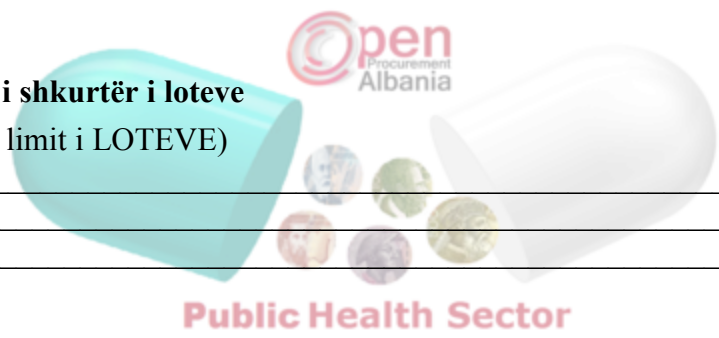 Open
Procurement
Albania
i shkurtër i loteve
limit i LOTEVE)
Public Health Sector